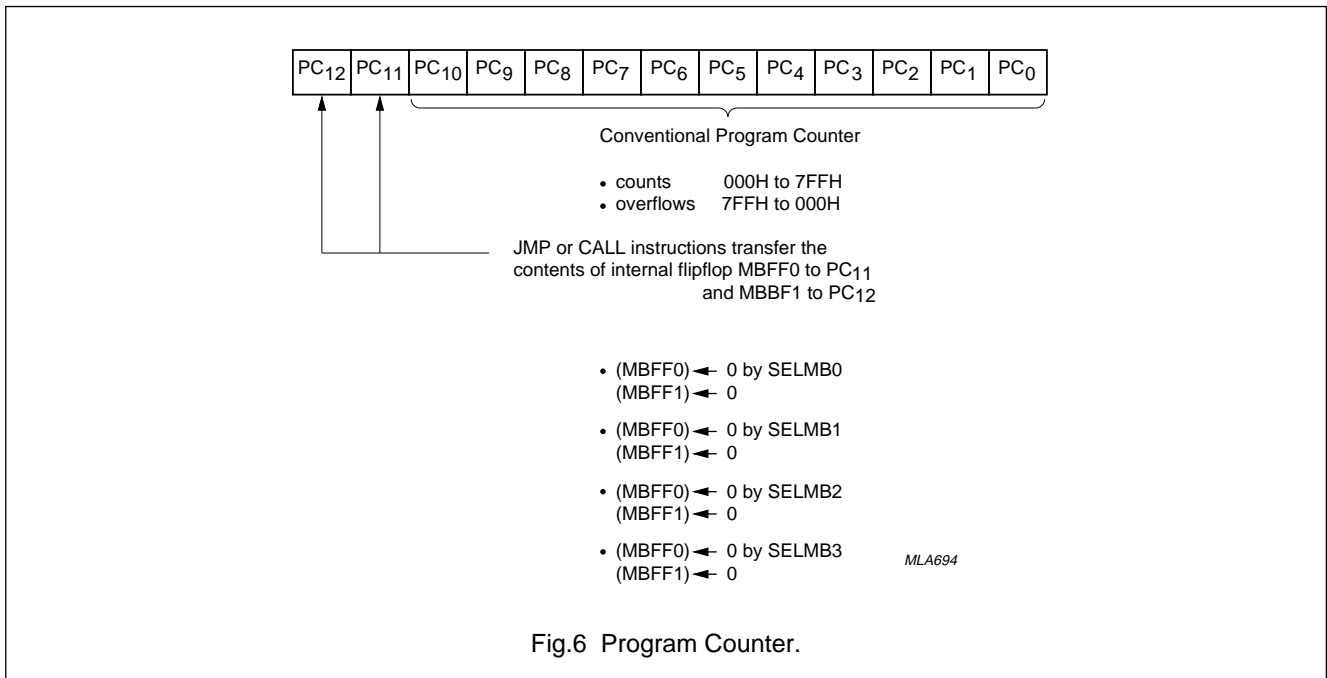 PC12 PC11 PC10 PC9 PC8 PC7 PC6 PC5 PC4 PC3 PC2 PC1 PC0
Conventional Program Counter
• counts 000H to 7FFH
• overflows 7FFH to 000H
JMP or CALL instructions transfer the
contents of internal flipflop MBFF0 to PC11
and MBBF1 to PC12
• (MBFF0) ← 0 by SELMB0
(MBFF1) ← 0
• (MBFF0) ← 0 by SELMB1
(MBFF1) ← 0
• (MBFF0) ← 0 by SELMB2
(MBFF1) ← 0
• (MBFF0) ← 0 by SELMB3
(MBFF1) ← 0
MLA694
Fig.6 Program Counter.